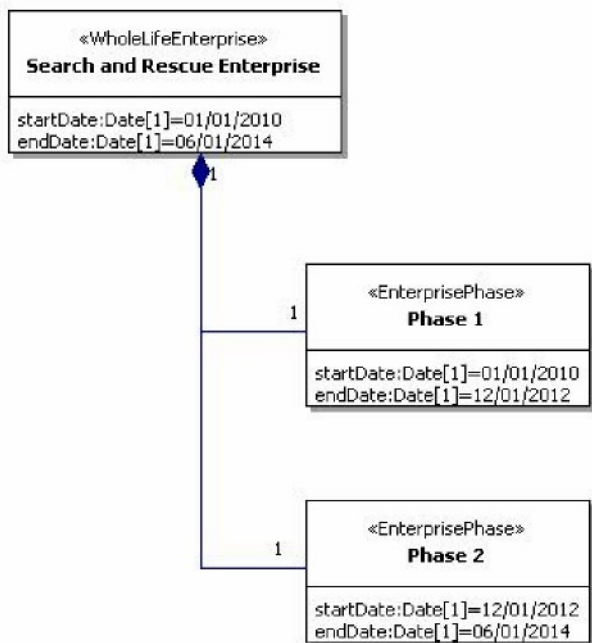 «WholeLifeEnterprise»
Search and Rescue Enterprise
startDate:Date[1]=01/01/2010
endDate:Date[1]=06/01/2014
1
1
«EnterprisePhase»
Phase 1
startDate:Date[1]=01/01/2010
endDate:Date[1]=12/01/2012
1
«EnterprisePhase»
Phase 2
startDate:Date[1]=12/01/2012
endDate:Date[1]=06/01/2014